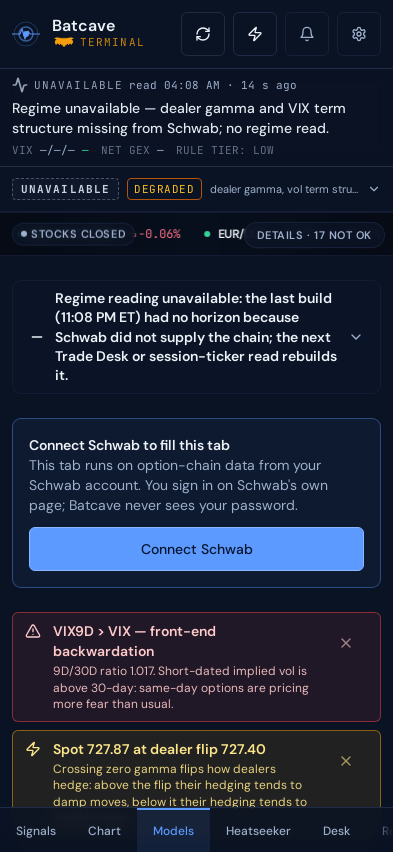 Batcave
TERMINAL
UNAVAILABLE read 04:08 AM · 14 s ago
Regime unavailable — dealer gamma and VIX term
structure missing from Schwab; no regime read.
VIX —/—/— — NET GEX — RULE TIER: LOW
UNAVAILABLE DEGRADED dealer gamma, vol term stru...
STOCKS CLOSED -0.06% EUR/ DETAILS · 17 NOT OK
Regime reading unavailable: the last build
(11:08 PM ET) had no horizon because
Schwab did not supply the chain; the next
Trade Desk or session-ticker read rebuilds
it.
Connect Schwab to fill this tab
This tab runs on option-chain data from your
Schwab account. You sign in on Schwab's own
page; Batcave never sees your password.
Connect Schwab
VIX9D > VIX — front-end
backwardation
9D/30D ratio 1.017. Short-dated implied vol is
above 30-day: same-day options are pricing
more fear than usual.
Spot 727.87 at dealer flip 727.40
Crossing zero gamma flips how dealers
hedge: above the flip their hedging tends to
damp moves, below it their hedging tends to
Signals Chart Models Heatseeker Desk